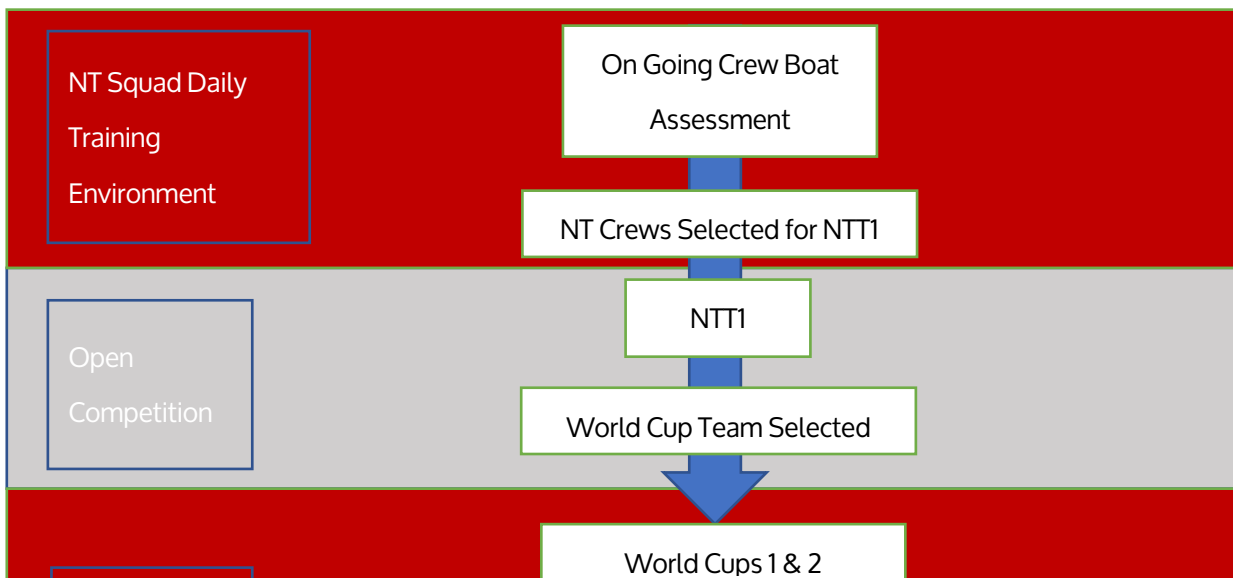 NT Squad Daily
Training
Environment
On Going Crew Boat
Assessment
NT Crews Selected for NTT1
Open
Competition
NTT1
World Cup Team Selected
World Cups 1 & 2